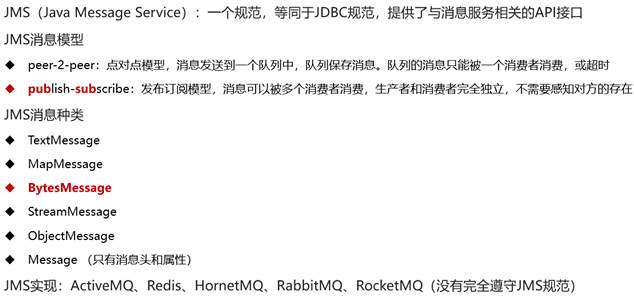 JMS（Java Message Service）：一个规范，等同于JDBC规范，提供了与消息服务相关的API接口
JMS消息模型
◆ peer-2-peer：点对点模型，消息发送到一个队列中，队列保存消息。队列的消息只能被一个消费者消费，或超时
◆ publish-subscribe：发布订阅模型，消息可以被多个消费者消费，生产者和消费者完全独立，不需要感知对方的存在
JMS消息种类
◆ TextMessage
◆ MapMessage
◆ BytesMessage
◆ StreamMessage
◆ ObjectMessage
◆ Message （只有消息头和属性）
JMS实现：ActiveMQ、Redis、HornetMQ、RabbitMQ、RocketMQ（没有完全遵守JMS规范）